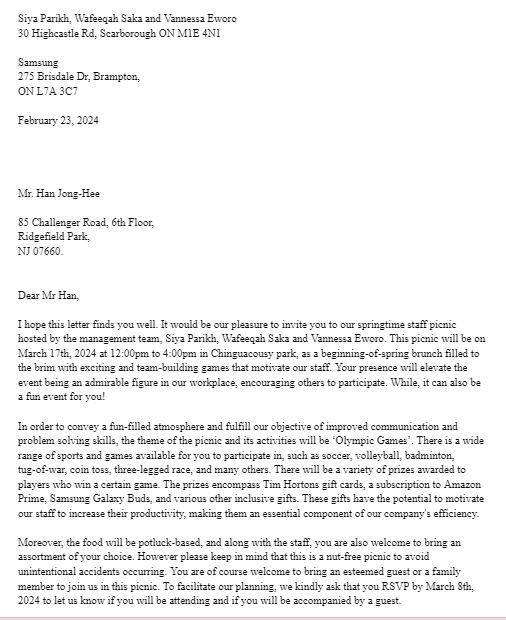 Siya Parikh, Wafeeqah Saka and Vannessa Eworo
30 Highcastle Rd, Scarborough ON M1E 4N1
Samsung
275 Brisdale Dr, Brampton,
ON L7A 3C7
February 23, 2024
Mr. Han Jong-Hee
85 Challenger Road, 6th Floor,
Ridgefield Park,
NJ 07660.
Dear Mr Han,
I hope this letter finds you well. It would be our pleasure to invite you to our springtime staff picnic
hosted by the management team, Siya Parikh, Wafeeqah Saka and Vannessa Eworo. This picnic will be on
March 17th, 2024 at 12:00pm to 4:00pm in Chinguacousy park, as a beginning-of-spring brunch filled to
the brim with exciting and team-building games that motivate our staff. Your presence will elevate the
event being an admirable figure in our workplace, encouraging others to participate. While, it can also be
a fun event for you!
In order to convey a fun-filled atmosphere and fulfill our objective of improved communication and
problem solving skills, the theme of the picnic and its activities will be ‘Olympic Games’. There is a wide
range of sports and games available for you to participate in, such as soccer, volleyball, badminton,
tug-of-war, coin toss, three-legged race, and many others. There will be a variety of prizes awarded to
players who win a certain game. The prizes encompass Tim Hortons gift cards, a subscription to Amazon
Prime, Samsung Galaxy Buds, and various other inclusive gifts. These gifts have the potential to motivate
our staff to increase their productivity, making them an essential component of our company's efficiency.
Moreover, the food will be potluck-based, and along with the staff, you are also welcome to bring an
assortment of your choice. However please keep in mind that this is a nut-free picnic to avoid
unintentional accidents occurring. You are of course welcome to bring an esteemed guest or a family
member to join us in this picnic. To facilitate our planning, we kindly ask that you RSVP by March 8th,
2024 to let us know if you will be attending and if you will be accompanied by a guest.